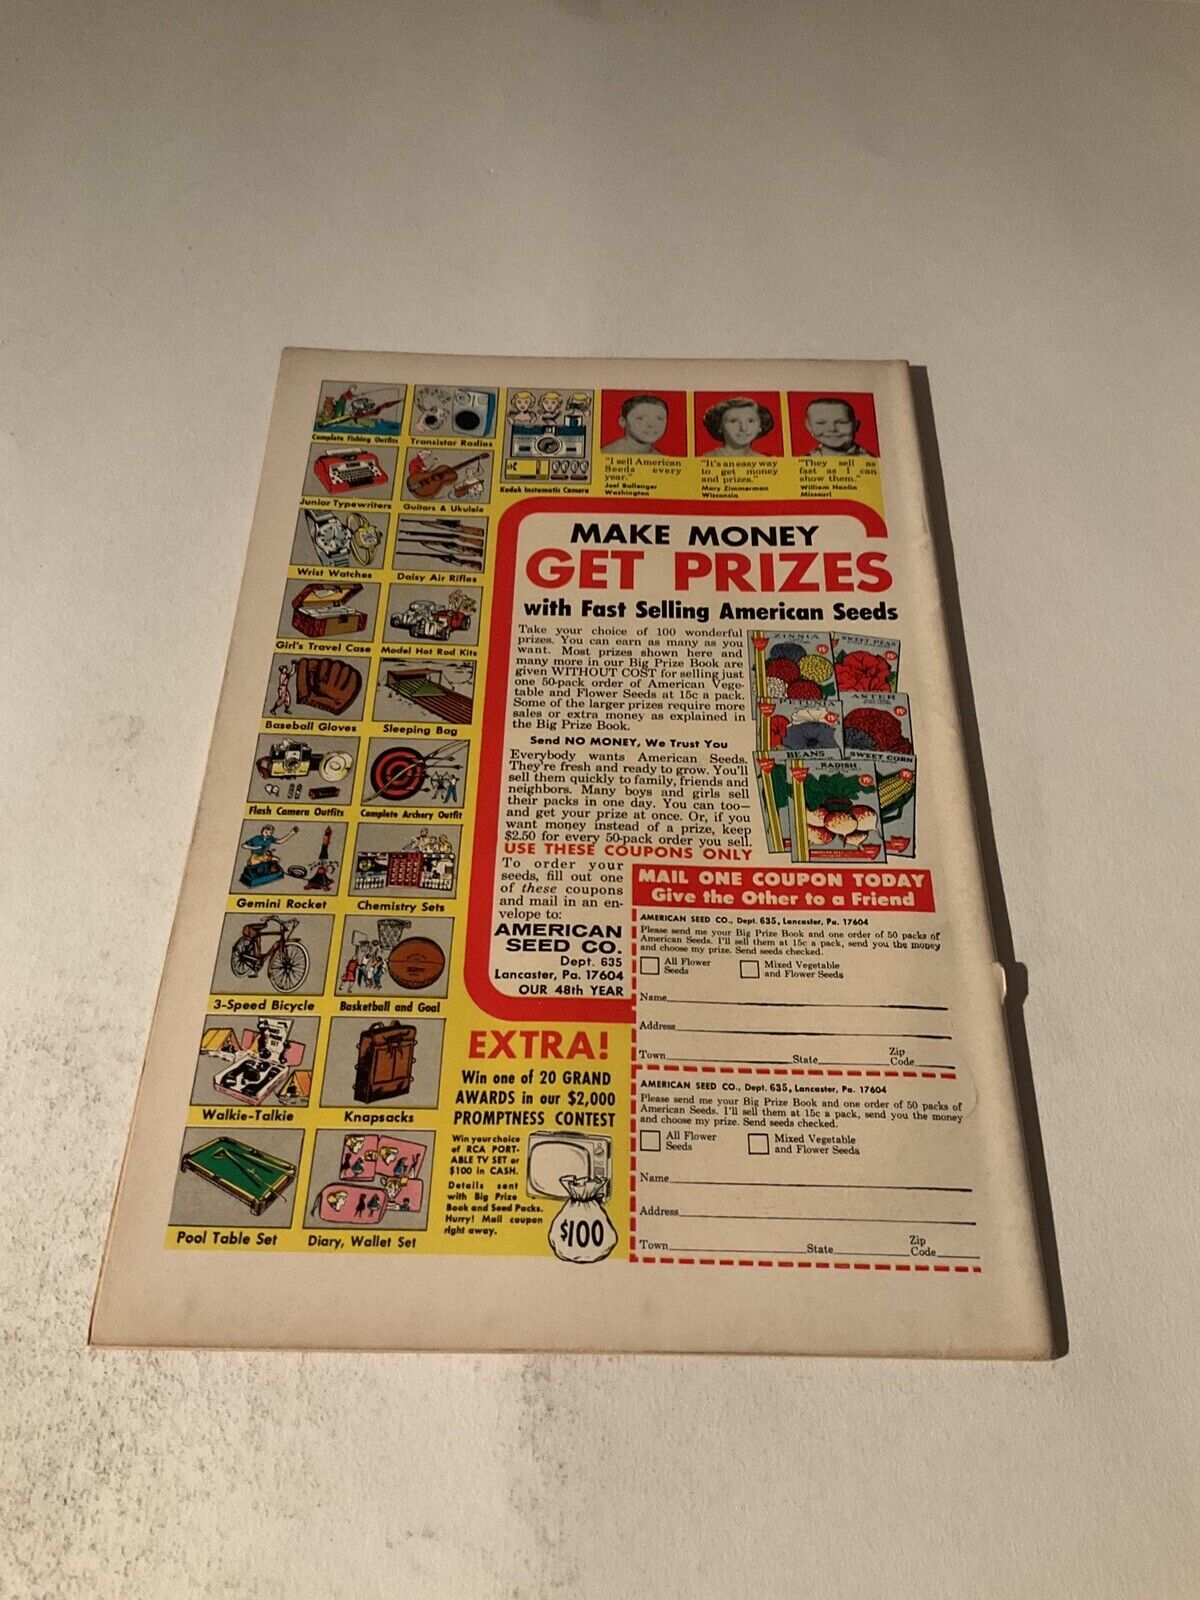 Complete Fishing Outfits
Transistor Radios
Junior Typewriters
Guitars & Ukulele
Kodak Instamatic Camera
Wrist Watches
Daisy Air Rifles
Girl's Travel Case
Model Hot Rod Kits
Baseball Gloves
Sleeping Bag
Flash Camera Outfits
Complete Archery Outfit
Gemini Rocket
Chemistry Sets
3-Speed Bicycle
Basketball and Goal
Walkie-Talkie
Knapsacks
Pool Table Set
Diary, Wallet Set
"I sell American
Seeds every
year."
Joel Ballenger
Washington
"It's an easy way
to get money
and prizes."
Mary Zimmerman
Wisconsin
"They sell as
fast as I can
show them."
William Hanlin
Missouri
MAKE MONEY
GET PRIZES
with Fast Selling American Seeds
Take your choice of 100 wonderful
prizes. You can earn as many as you
want. Most prizes shown here and
many more in our Big Prize Book are
given WITHOUT COST for selling just
one 50-pack order of American Vege-
table and Flower Seeds at 15c a pack.
Some of the larger prizes require more
sales or extra money as explained in
the Big Prize Book.
Send NO MONEY, We Trust You
Everybody wants American Seeds.
They're fresh and ready to grow. You'll
sell them quickly to family, friends and
neighbors. Many boys and girls sell
their packs in one day. You can too—
and get your prize at once. Or, if you
want money instead of a prize, keep
$2.50 for every 50-pack order you sell.
ZINNIA
15¢
SWEET PEAS
15¢
PETUNIA
ASTER
15¢
BEANS
SWEET CORN
RADISH
15¢
15¢
USE THESE COUPONS ONLY
To order your
seeds, fill out one
of these coupons
and mail in an en-
velope to:
AMERICAN
SEED CO.
Dept. 635
Lancaster, Pa. 17604
OUR 48th YEAR
MAIL ONE COUPON TODAY
Give the Other to a Friend
AMERICAN SEED CO., Dept. 635, Lancaster, Pa. 17604
Please send me your Big Prize Book and one order of 50 packs of
American Seeds. I'll sell them at 15c a pack, send you the money
and choose my prize. Send seeds checked.
All Flower
Seeds
Mixed Vegetable
and Flower Seeds
Name
Address
Town State Zip Code
AMERICAN SEED CO., Dept. 635, Lancaster, Pa. 17604
Please send me your Big Prize Book and one order of 50 packs of
American Seeds. I'll sell them at 15c a pack, send you the money
and choose my prize. Send seeds checked.
All Flower
Seeds
Mixed Vegetable
and Flower Seeds
Name
Address
Town State Zip Code
EXTRA!
Win one of 20 GRAND
AWARDS in our $2,000
PROMPTNESS CONTEST
Win your choice
of RCA PORT-
ABLE TV SET or
$100 in CASH.
Details sent
with Big Prize
Book and Seed Packs.
Hurry! Mail coupon
right away.
$100